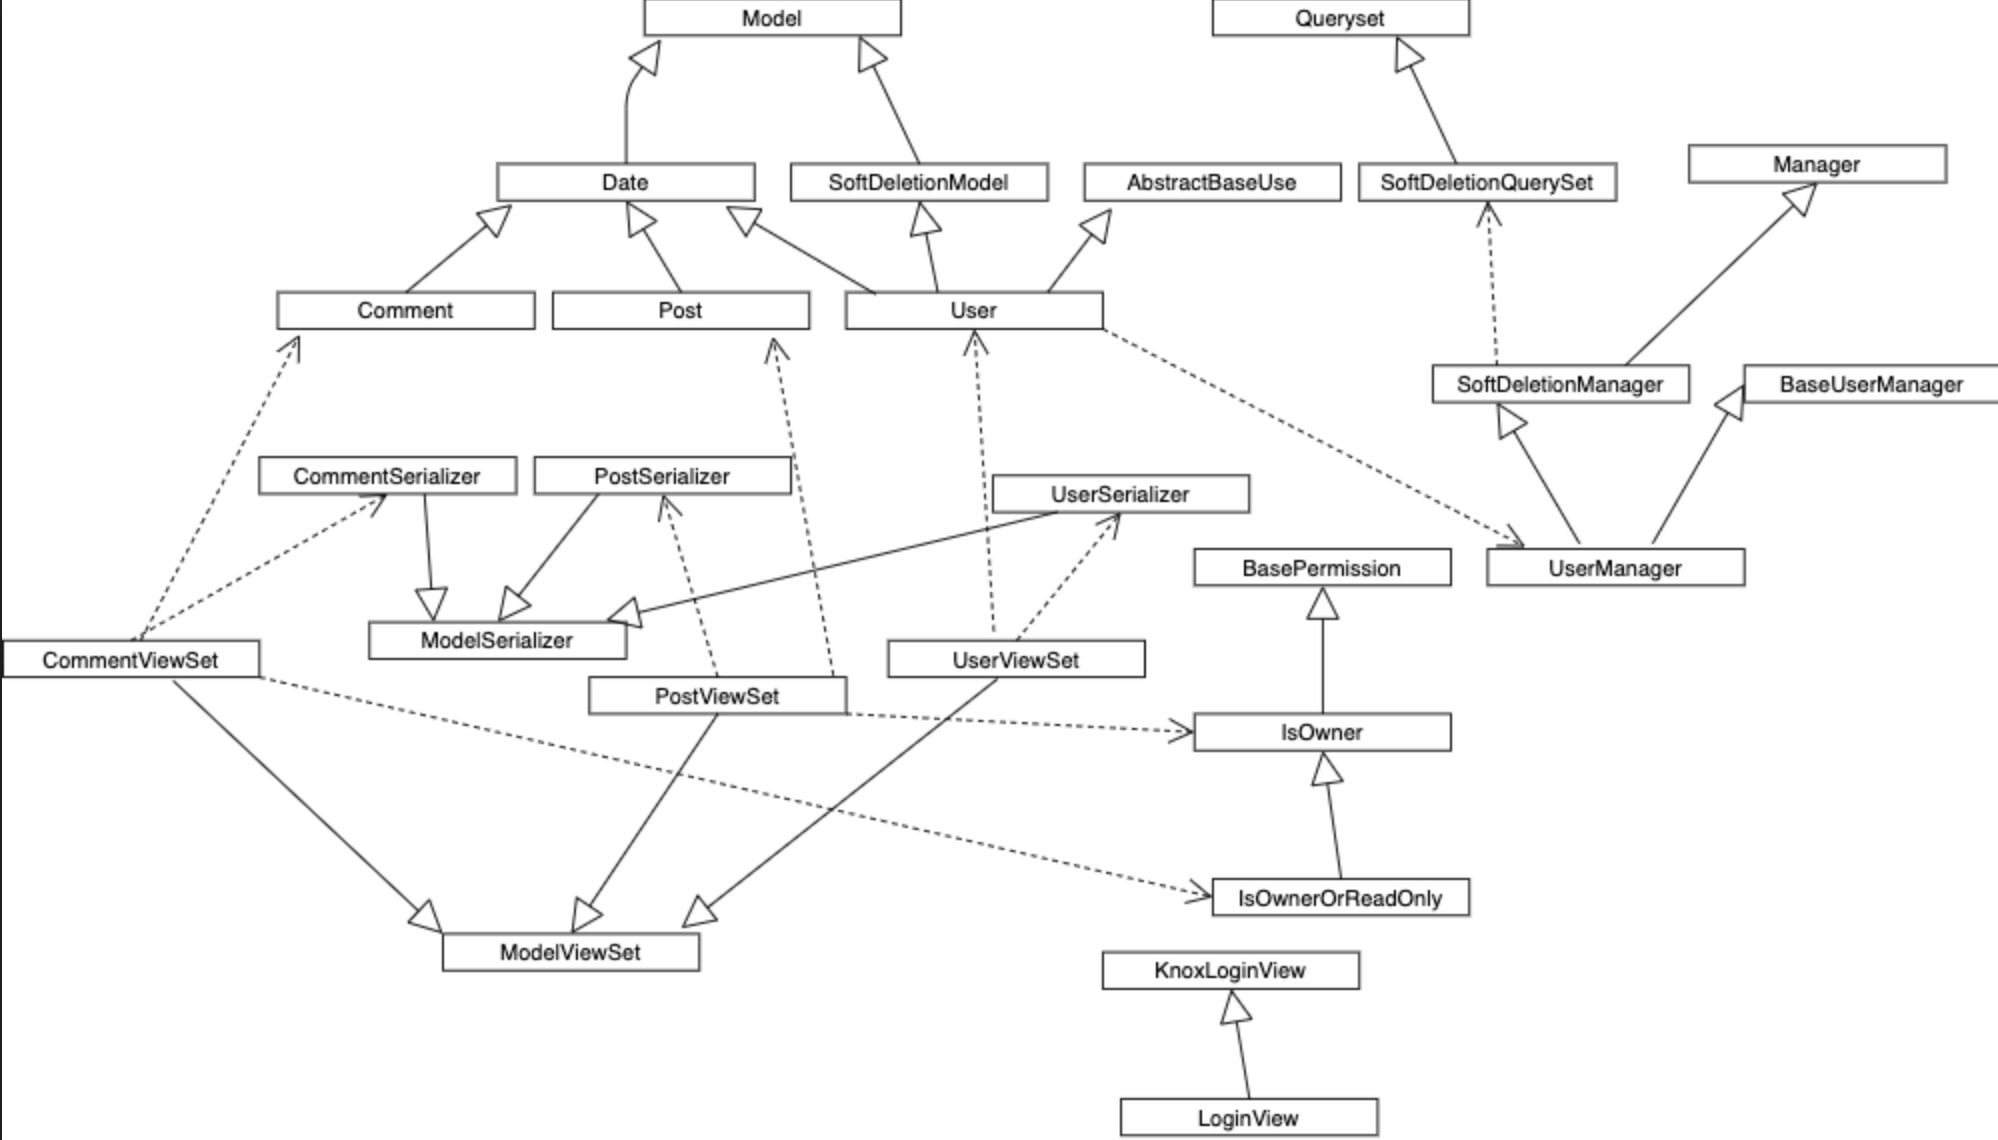 Model
Queryset
Manager
Date
SoftDeletionModel
AbstractBaseUse
SoftDeletionQuerySet
Comment
Post
User
SoftDeletionManager
BaseUserManager
CommentSerializer
PostSerializer
UserSerializer
BasePermission
UserManager
ModelSerializer
CommentViewSet
UserViewSet
PostViewSet
IsOwner
IsOwnerOrReadOnly
ModelViewSet
KnoxLoginView
LoginView